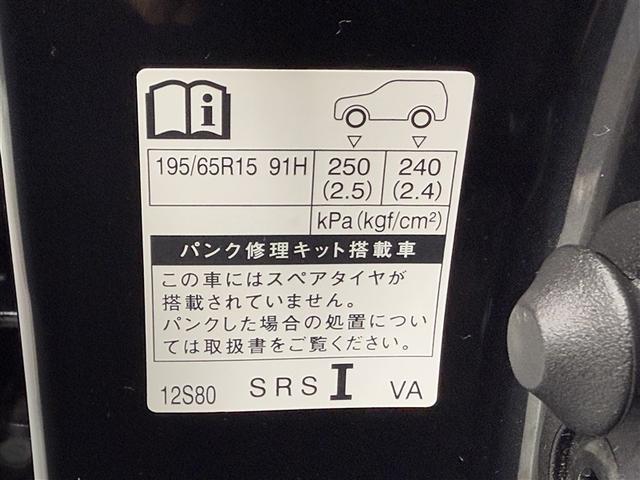 i
195/65R15 91H 250 240
(2.5) (2.4)
kPa(kgf/cm²)
パンク修理キット搭載車
この車にはスペアタイヤが
搭載されていません。
パンクした場合の処置につい
ては取扱書をご覧ください。
12S80 SRS I VA